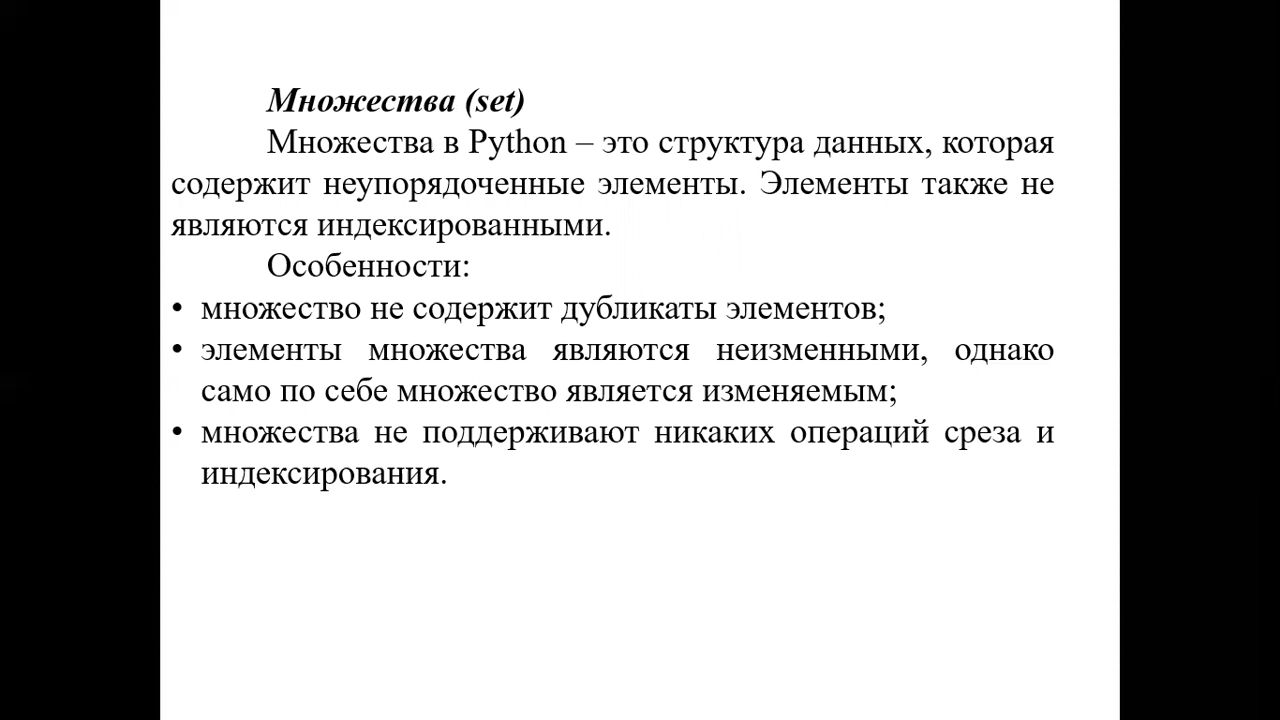 Множества (set)
Множества в Python – это структура данных, которая
содержит неупорядоченные элементы. Элементы также не
являются индексированными.
Особенности:
• множество не содержит дубликаты элементов;
• элементы множества являются неизменными, однако
само по себе множество является изменяемым;
• множества не поддерживают никаких операций среза и
индексирования.